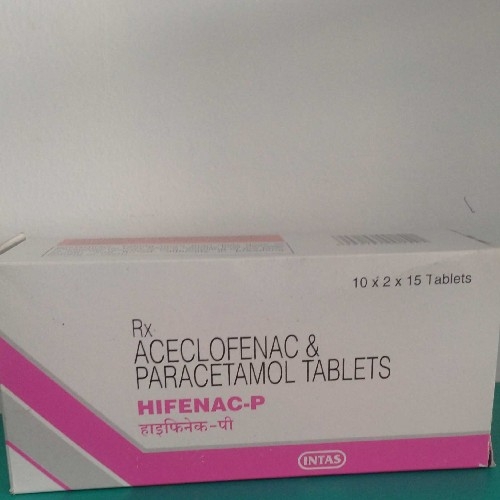 10 x 2 x 15 Tablets
Rx
ACECLOFENAC &
PARACETAMOL TABLETS
HIFENAC-P
हाइफिनेक-पी
INTAS